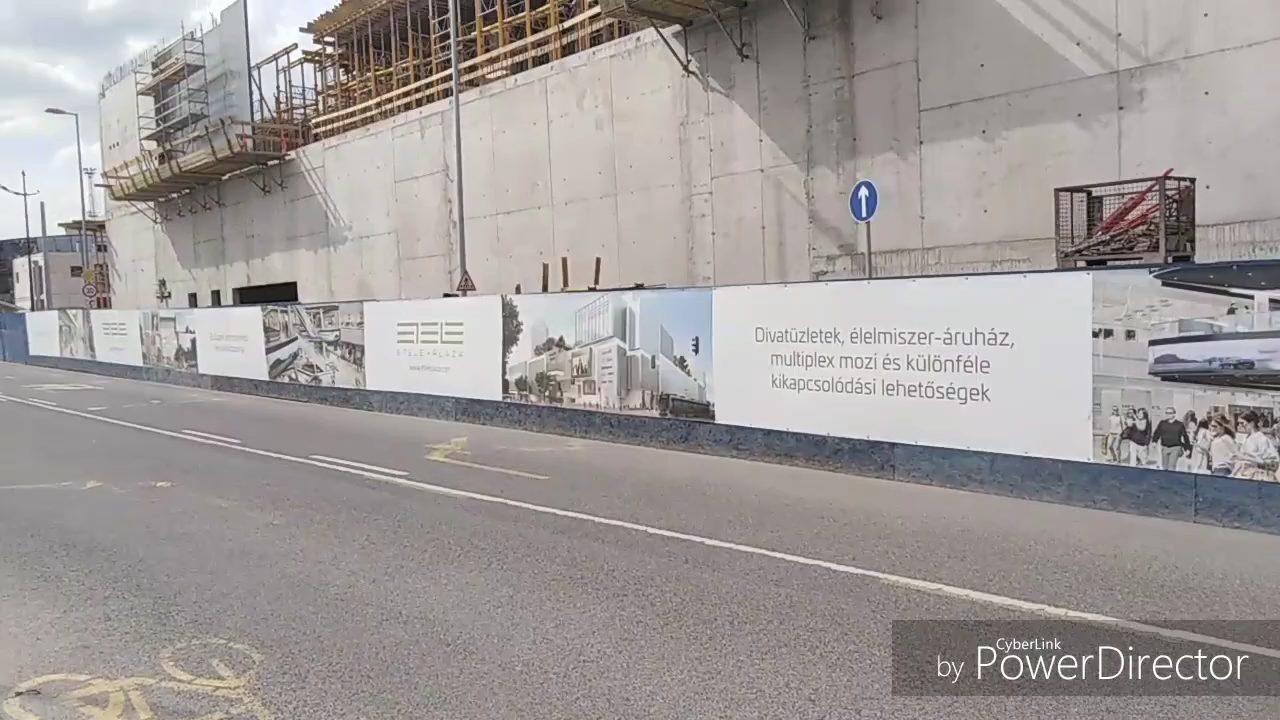 ETELE PLAZA
Divatüzletek, élelmiszer-áruház,
multiplex mozi és különféle
kikapcsolódási lehetőségek
CyberLink
by PowerDirector